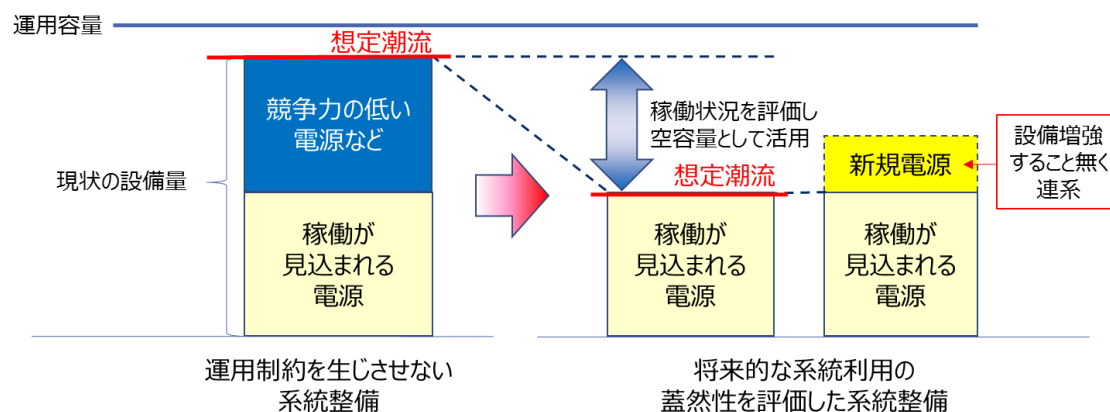 運用容量
想定潮流
競争力の低い
電源など
現状の設備量
稼働が
見込まれる
電源
運用制約を生じさせない
系統整備
稼働状況を評価し
空容量として活用
想定潮流
稼働が
見込まれる
電源
新規電源
稼働が
見込まれる
電源
設備増強
すること無く
連系
将来的な系統利用の
蓋然性を評価した系統整備